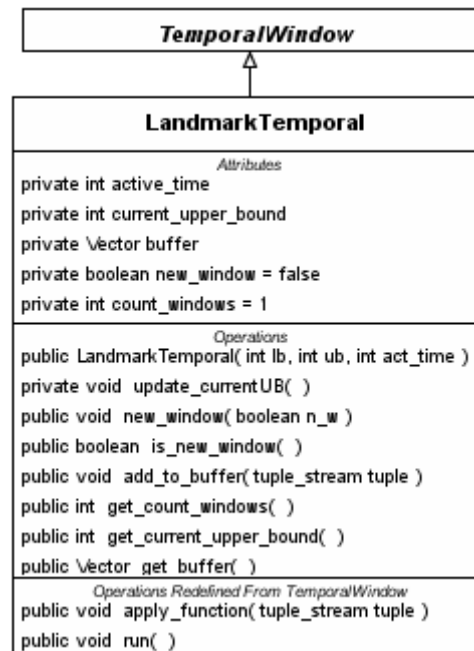 TemporalWindow
LandmarkTemporal
Attributes
private int active_time
private int current_upper_bound
private Vector buffer
private boolean new_window = false
private int count_windows = 1
Operations
public LandmarkTemporal( int lb, int ub, int act_time )
private void update_currentUB( )
public void new_window( boolean n_w )
public boolean is_new_window( )
public void add_to_buffer( tuple_stream tuple )
public int get_count_windows( )
public int get_current_upper_bound( )
public Vector get_buffer( )
Operations Redefined From TemporalWindow
public void apply_function( tuple_stream tuple )
public void run( )